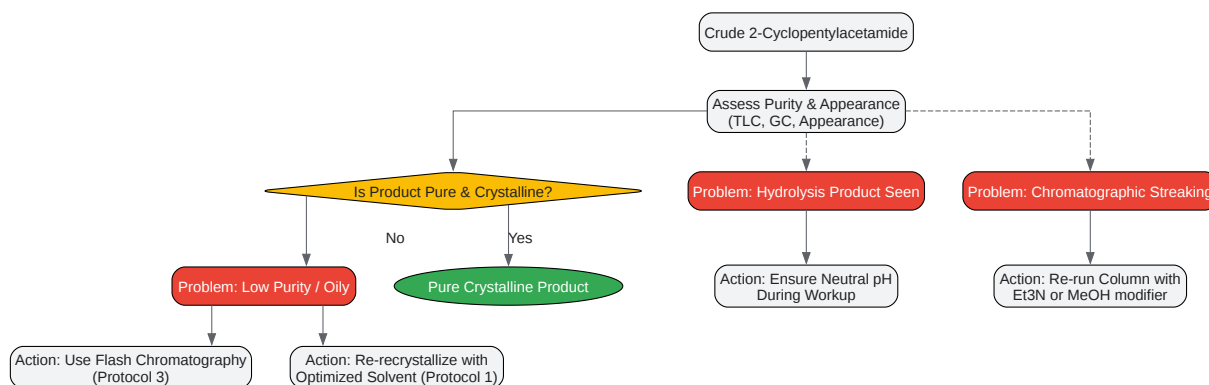 Crude 2-Cyclopentylacetamide
Assess Purity & Appearance
(TLC, GC, Appearance)
Is Product Pure & Crystalline?
Problem: Hydrolysis Product Seen
Problem: Chromatographic Streaking
No
Yes
Problem: Low Purity / Oily
Pure Crystalline Product
Action: Ensure Neutral pH
During Workup
Action: Re-run Column with
Et3N or MeOH modifier
Action: Use Flash Chromatography
(Protocol 3)
Action: Re-recrystallize with
Optimized Solvent (Protocol 1)